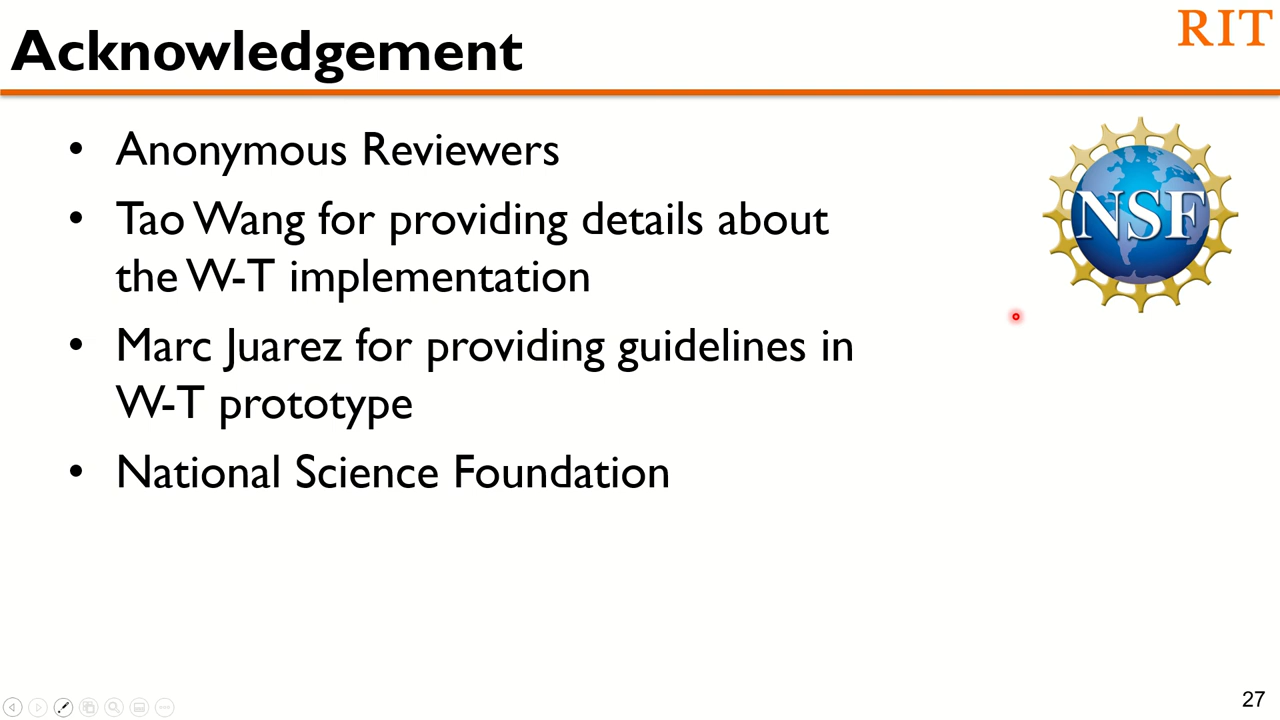 Acknowledgement
RIT
• Anonymous Reviewers
• Tao Wang for providing details about
the W-T implementation
• Marc Juarez for providing guidelines in
W-T prototype
• National Science Foundation
NSF
27